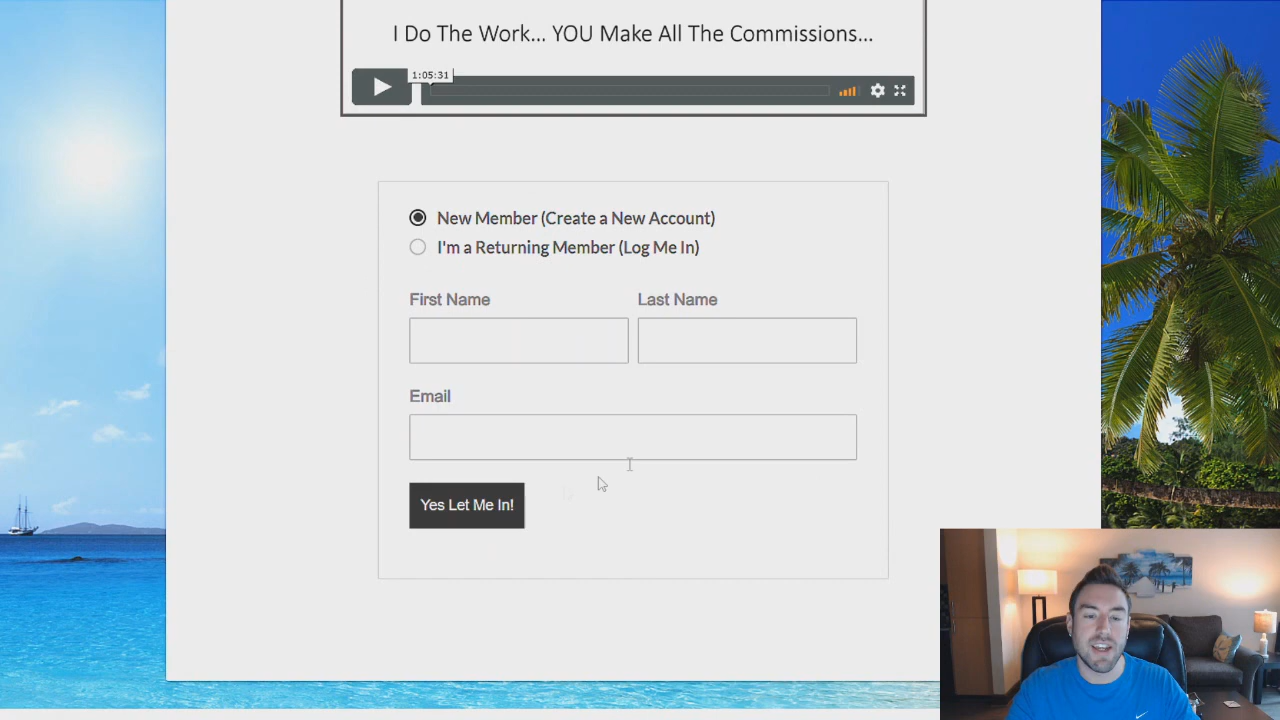 I Do The Work... YOU Make All The Commissions...
1:05:31
New Member (Create a New Account)
I'm a Returning Member (Log Me In)
First Name
Last Name
Email
Yes Let Me In!